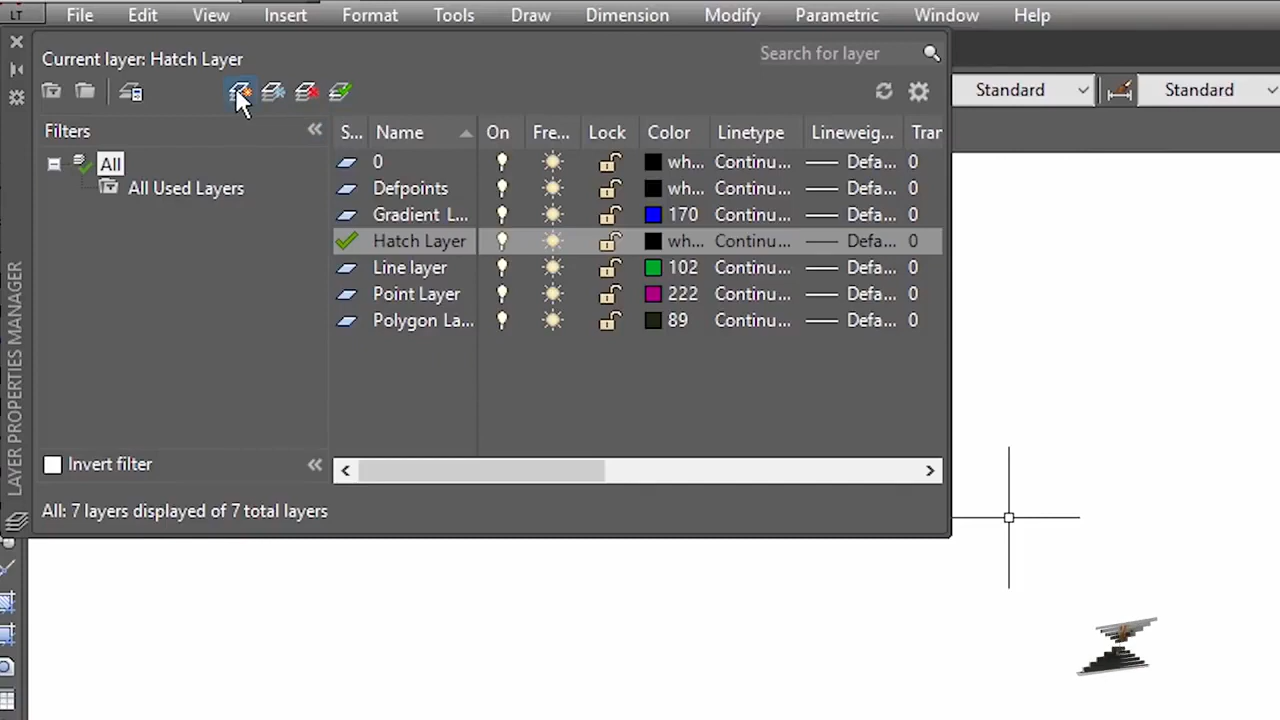 LT File Edit View Insert Format Tools Draw Dimension Modify Parametric Window Help
Current layer: Hatch Layer
Search for layer
Standard Standard
Filters
S... Name On Fre... Lock Color Linetype Lineweig... Tran
All
All Used Layers
0 wh... Continu... Defa... 0
Defpoints wh... Continu... Defa... 0
Gradient L... 170 Continu... Defa... 0
Hatch Layer wh... Continu... Defa... 0
Line layer 102 Continu... Defa... 0
Point Layer 222 Continu... Defa... 0
Polygon La... 89 Continu... Defa... 0
Invert filter
All: 7 layers displayed of 7 total layers
LAYER PROPERTIES MANAGER